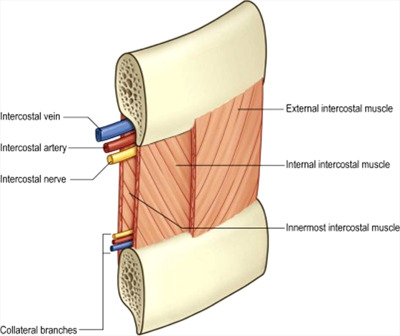 Intercostal vein
Intercostal artery
Intercostal nerve
Collateral branches
External intercostal muscle
Internal intercostal muscle
Innermost intercostal muscle